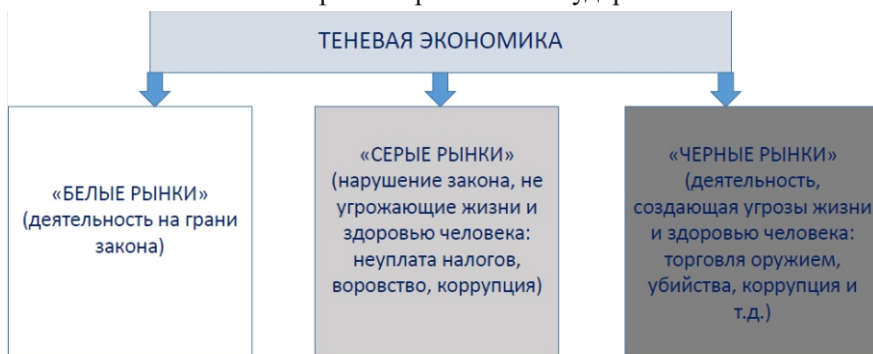 ТЕНЕВАЯ ЭКОНОМИКА
«БЕЛЫЕ РЫНКИ»
(деятельность на грани
закона)
«СЕРЫЕ РЫНКИ»
(нарушение закона, не
угрожающие жизни и
здоровью человека:
неуплата налогов,
воровство, коррупция)
«ЧЕРНЫЕ РЫНКИ»
(деятельность,
создающая угрозы жизни
и здоровью человека:
торговля оружием,
убийства, коррупция и
т.д.)